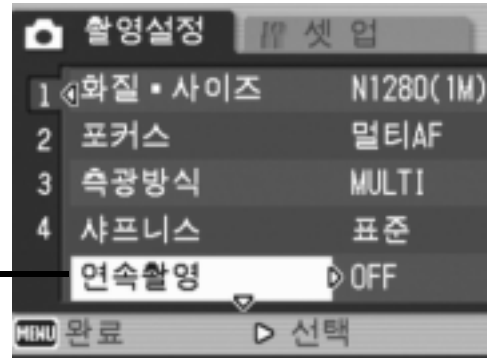 촬영설정 셋 업
1 화질▪사이즈 N1280(1M)
2 포커스 멀티AF
3 측광방식 MULTI
4 샤프니스 표준
연속촬영 OFF
MENU 완료 선택